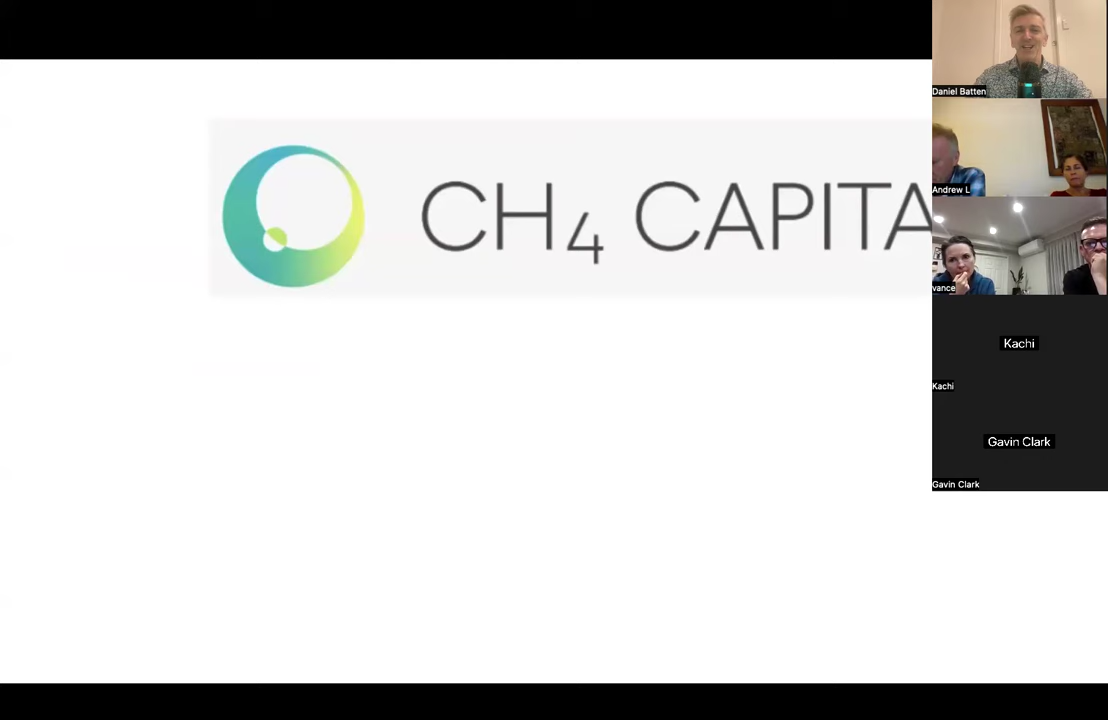 CH4 CAPITA
Daniel Batten
Andrew L
vance
Kachi
Kachi
Gavin Clark
Gavin Clark